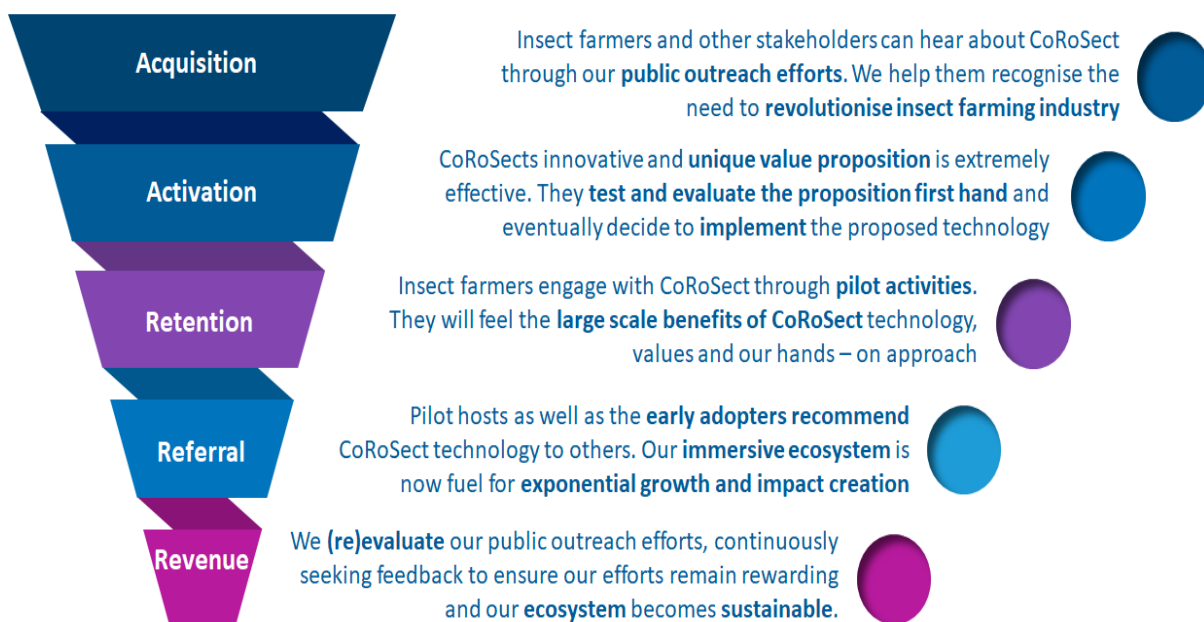 Acquisition
Insect farmers and other stakeholders can hear about CoRoSect
through our public outreach efforts. We help them recognise the
need to revolutionise insect farming industry
Activation
CoRoSects innovative and unique value proposition is extremely
effective. They test and evaluate the proposition first hand and
eventually decide to implement the proposed technology
Retention
Insect farmers engage with CoRoSect through pilot activities.
They will feel the large scale benefits of CoRoSect technology,
values and our hands – on approach
Referral
Pilot hosts as well as the early adopters recommend
CoRoSect technology to others. Our immersive ecosystem is
now fuel for exponential growth and impact creation
Revenue
We (re)evaluate our public outreach efforts, continuously
seeking feedback to ensure our efforts remain rewarding
and our ecosystem becomes sustainable.